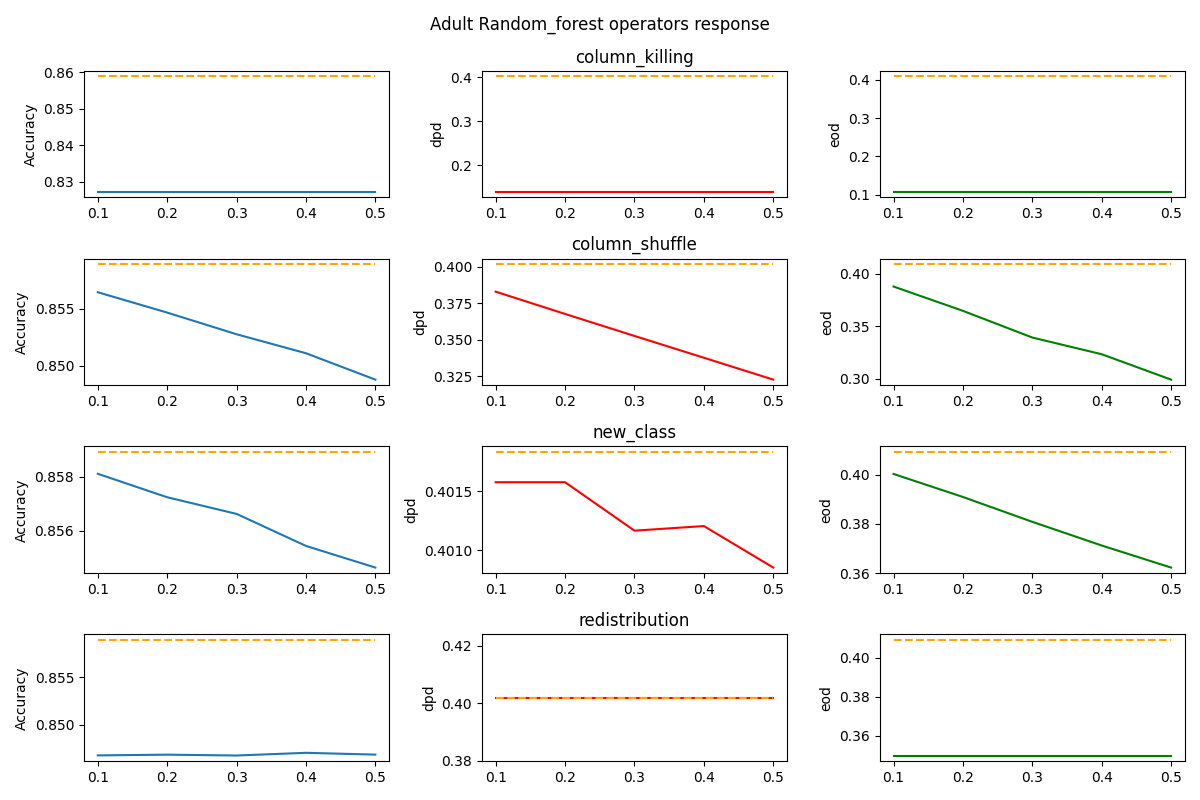 Adult Random_forest operators response
column_killing
Accuracy
0.86
0.85
0.84
0.83
0.1 0.2 0.3 0.4 0.5
dpd
0.4
0.3
0.2
0.1 0.2 0.3 0.4 0.5
eod
0.4
0.3
0.2
0.1
0.1 0.2 0.3 0.4 0.5
column_shuffle
Accuracy
0.855
0.850
0.1 0.2 0.3 0.4 0.5
dpd
0.400
0.375
0.350
0.325
0.1 0.2 0.3 0.4 0.5
eod
0.40
0.35
0.30
0.1 0.2 0.3 0.4 0.5
new_class
Accuracy
0.858
0.856
0.1 0.2 0.3 0.4 0.5
dpd
0.4015
0.4010
0.1 0.2 0.3 0.4 0.5
eod
0.40
0.38
0.36
0.1 0.2 0.3 0.4 0.5
redistribution
Accuracy
0.855
0.850
0.1 0.2 0.3 0.4 0.5
dpd
0.42
0.40
0.38
0.1 0.2 0.3 0.4 0.5
eod
0.40
0.38
0.36
0.1 0.2 0.3 0.4 0.5